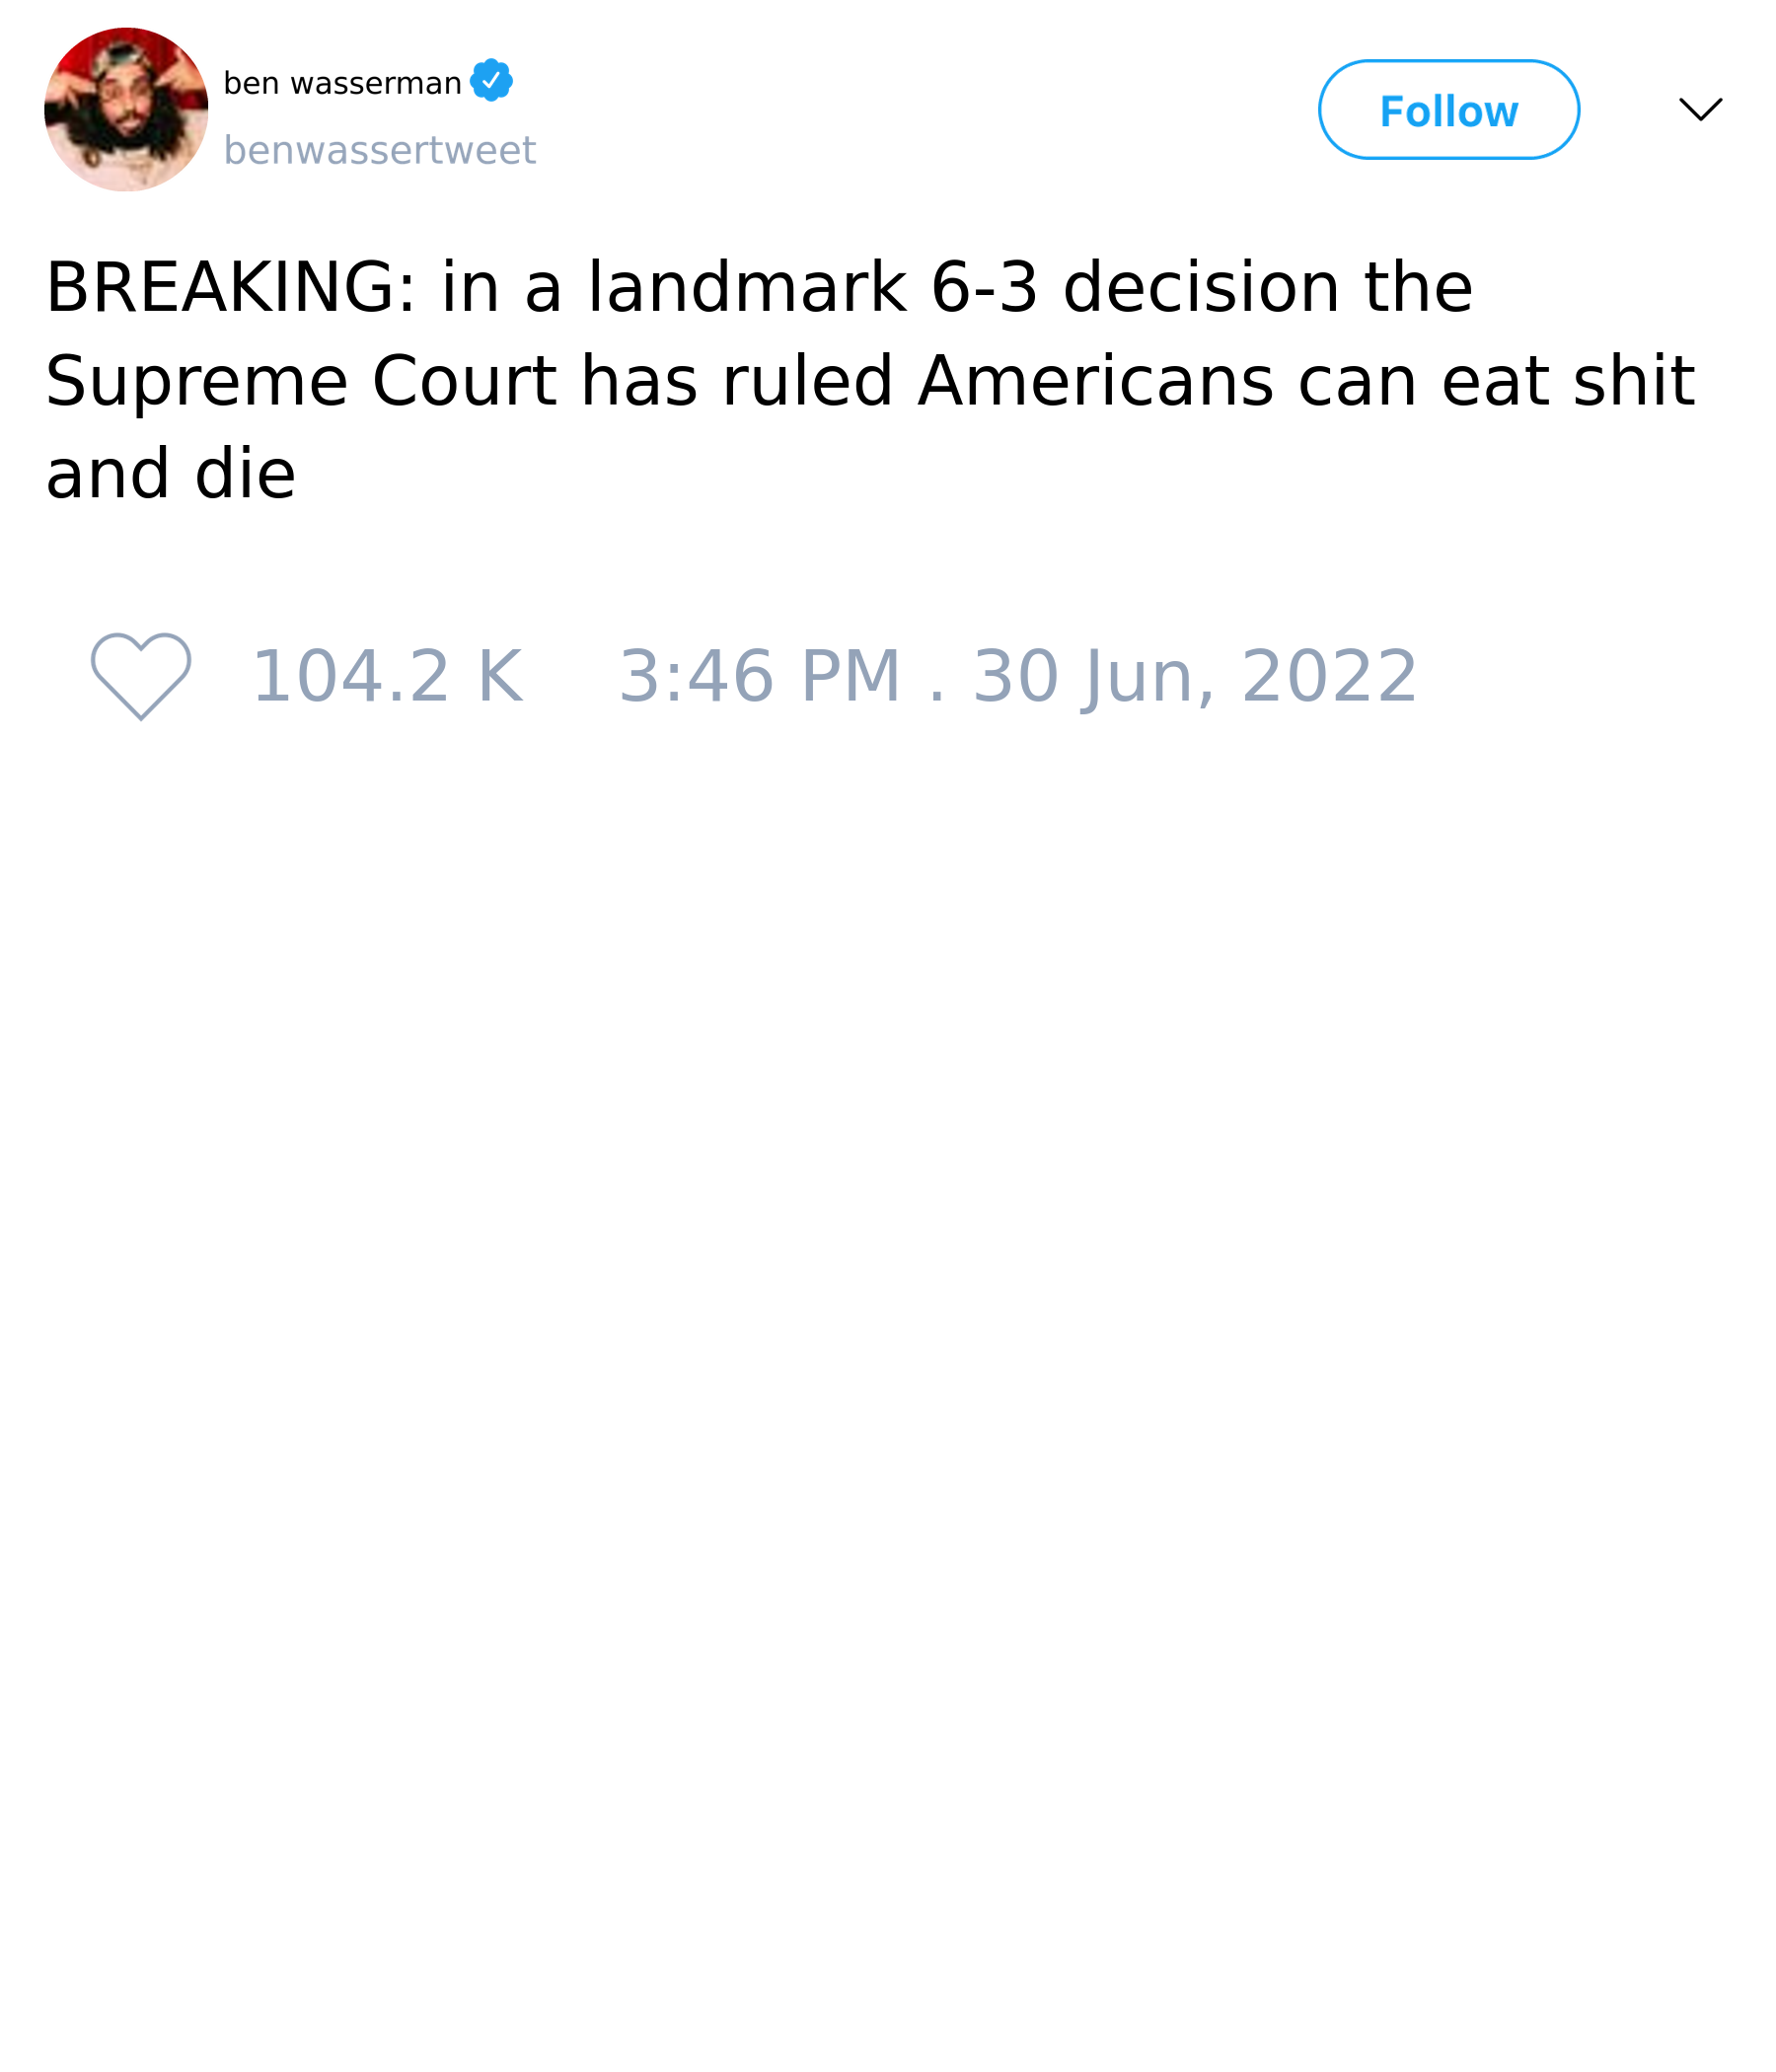 ben wasserman
benwassertweet
Follow
BREAKING: in a landmark 6-3 decision the
Supreme Court has ruled Americans can eat shit
and die
104.2 K 3:46 PM . 30 Jun, 2022